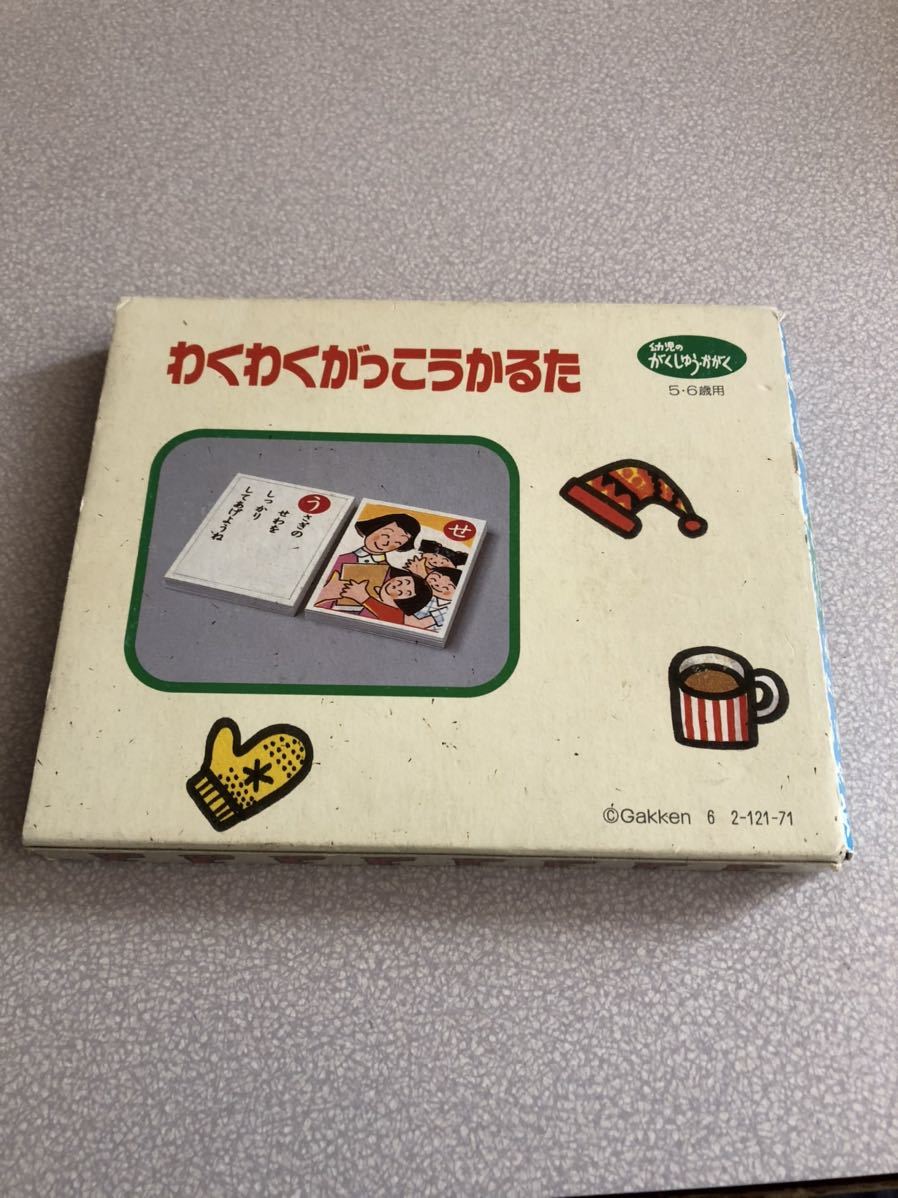 わくわくがっこうかるた
幼児の
がくしゅう・かがく
5・6歳用
う さぎの
せわを
しっかり
してあげようね
せ
©Gakken 6 2-121-71